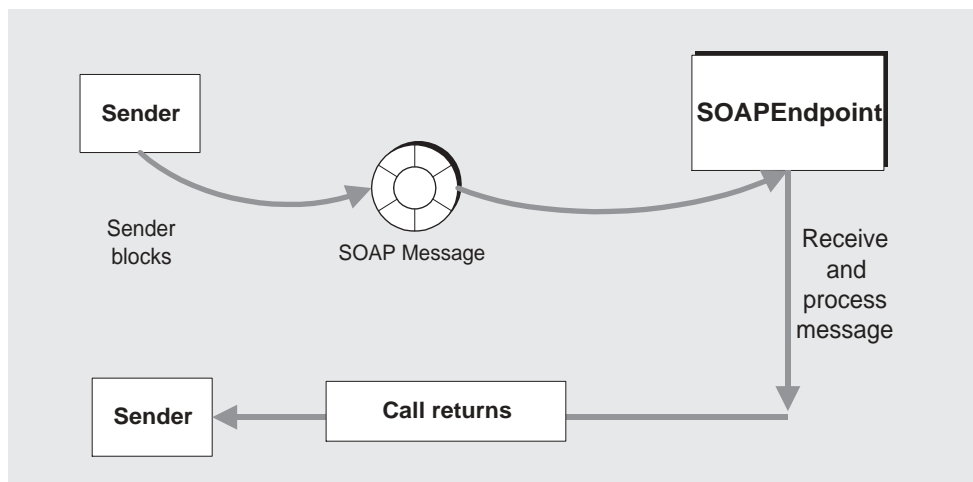 Sender
SOAPEndpoint
Sender
blocks
SOAP Message
Receive
and
process
message
Sender
Call returns